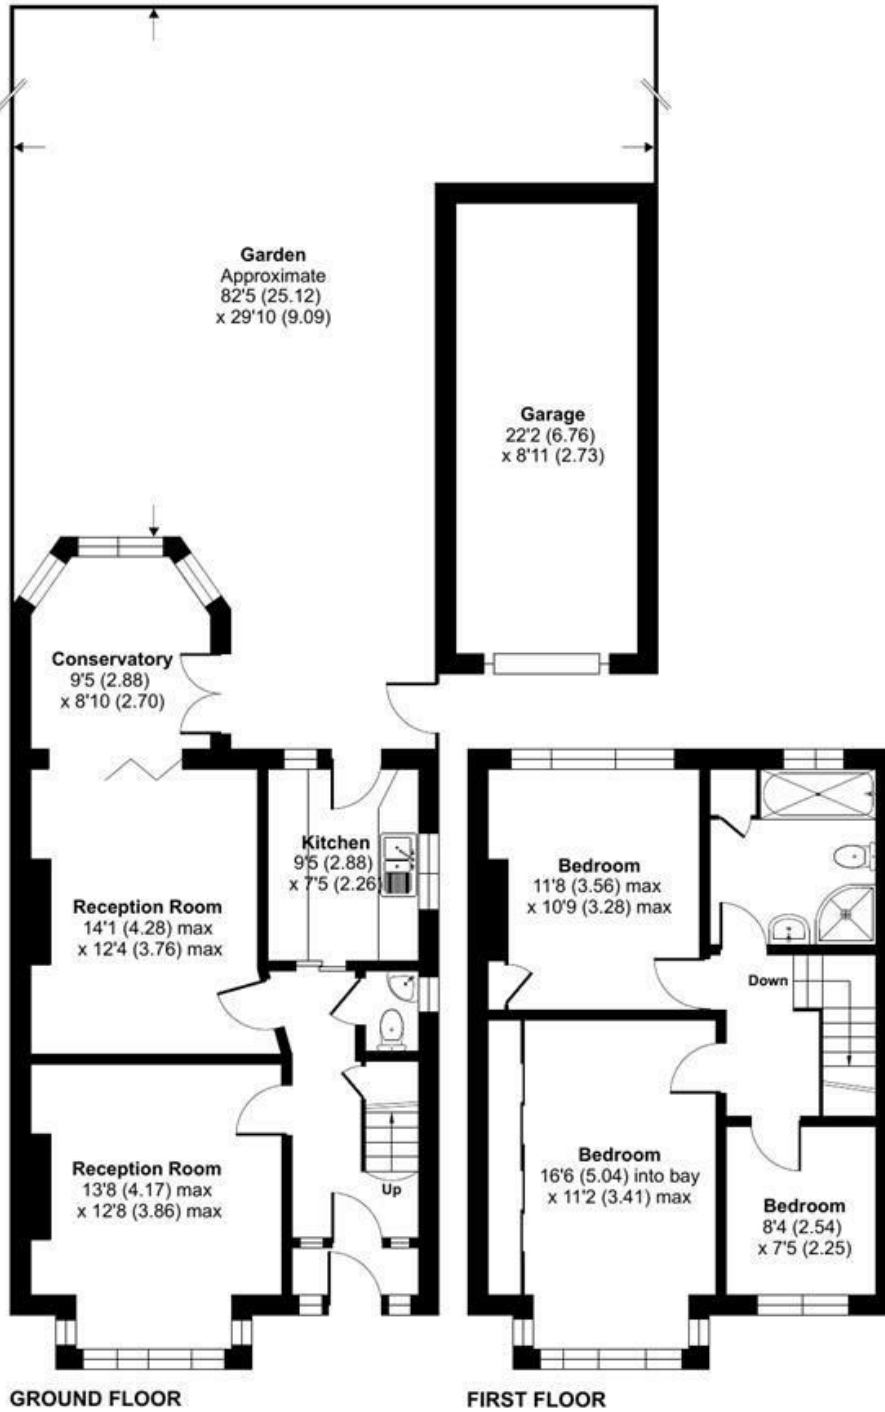 Garden
Approximate
82'5 (25.12)
x 29'10 (9.09)
Garage
22'2 (6.76)
x 8'11 (2.73)
Conservatory
9'5 (2.88)
x 8'10 (2.70)
Kitchen
9'5 (2.88)
x 7'5 (2.26)
Reception Room
14'1 (4.28) max
x 12'4 (3.76) max
Reception Room
13'8 (4.17) max
x 12'8 (3.86) max
Up
GROUND FLOOR
Bedroom
11'8 (3.56) max
x 10'9 (3.28) max
Down
Bedroom
16'6 (5.04) into bay
x 11'2 (3.41) max
Bedroom
8'4 (2.54)
x 7'5 (2.25)
FIRST FLOOR